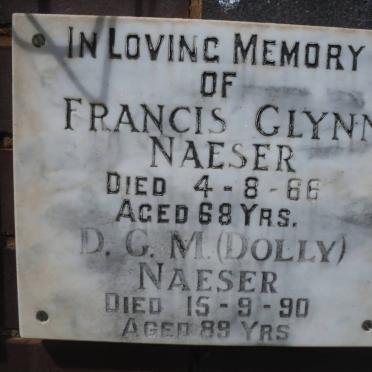 IN LOVING MEMORY
OF
FRANCIS GLYNN
NAESER
DIED 4-8-66
AGED 68 YRS.
D. G. M. (DOLLY)
NAESER
DIED 15-9-90
AGED 89 YRS